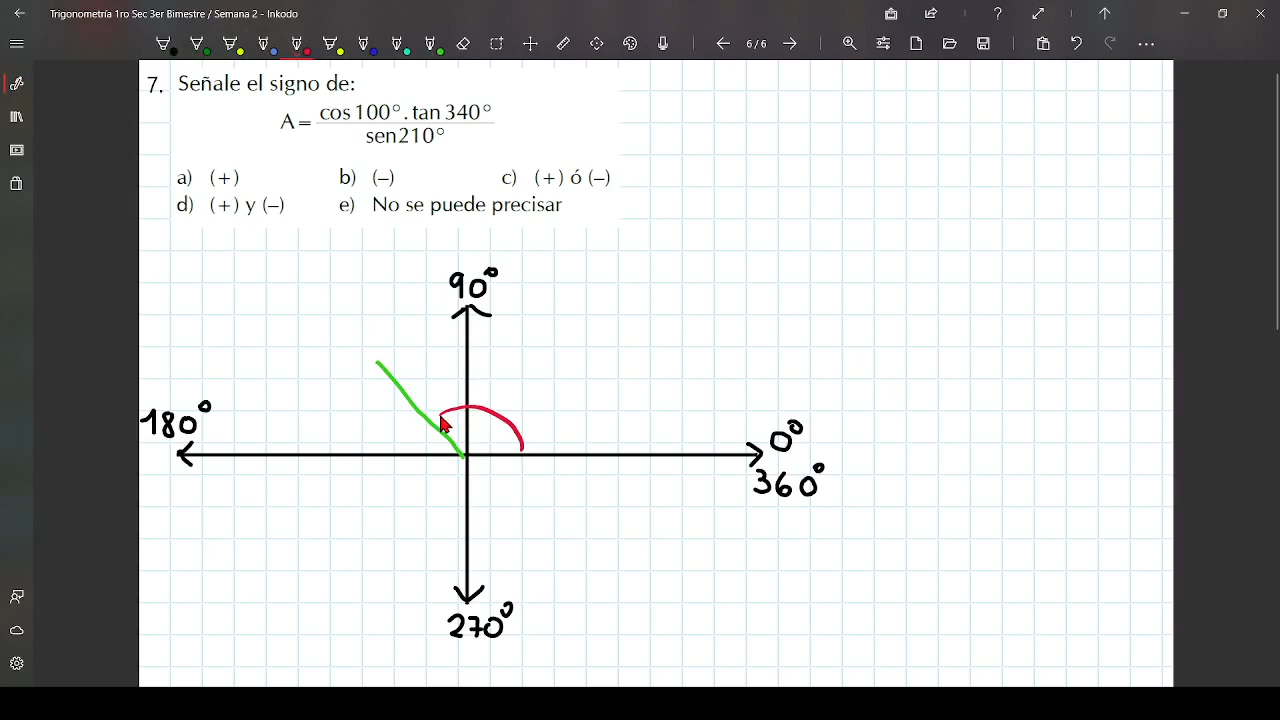 Trigonometría 1ro Sec 3er Bimestre / Semana 2 - Inkodo
6/6
7. Señale el signo de:
A = cos 100° . tan 340°
sen210°
a) (+) b) (–) c) (+) ó (–)
d) (+) y (–) e) No se puede precisar
90°
180°
0°
360°
270°